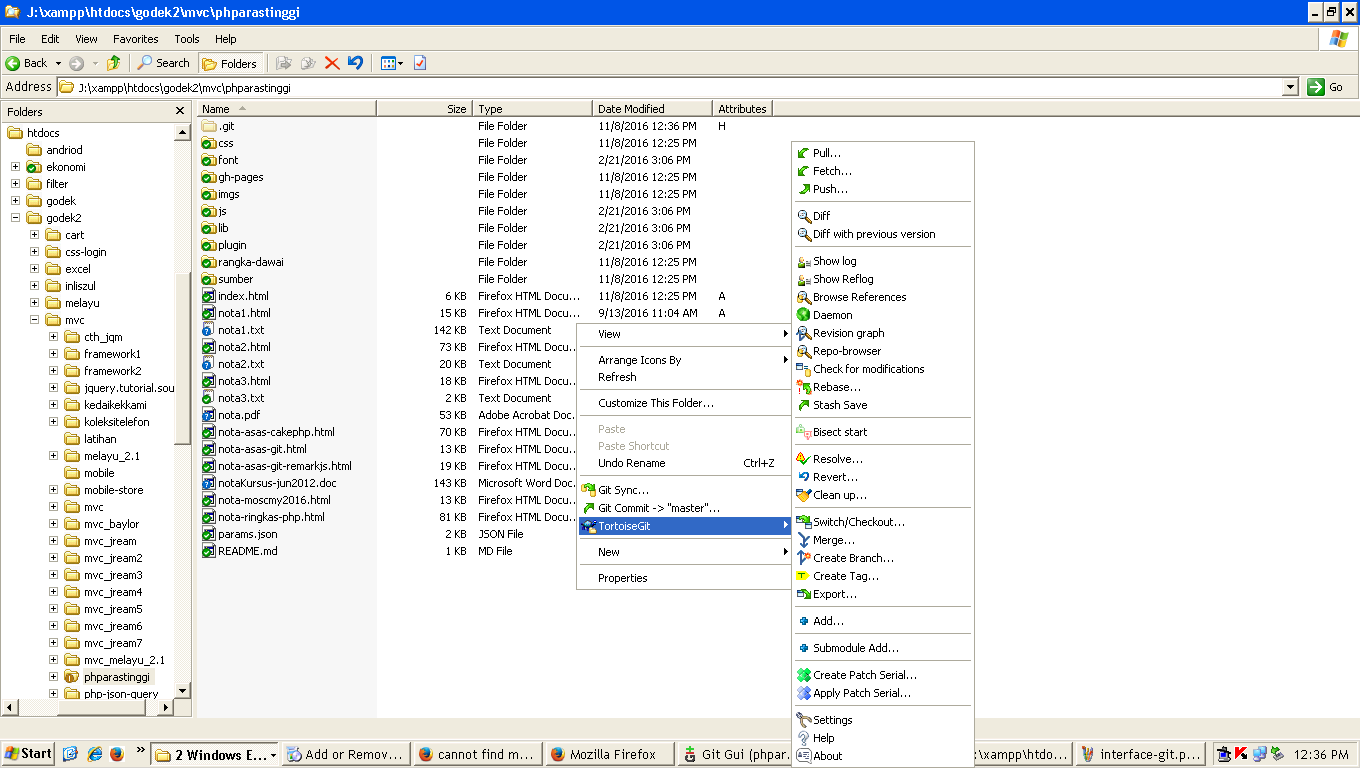 J:\xampp\htdocs\godek2\mvc\phparastinggi
File Edit View Favorites Tools Help
Back Search Folders
Address J:\xampp\htdocs\godek2\mvc\phparastinggi Go
Folders
htdocs
andriod
ekonomi
filter
godek
godek2
cart
css-login
excel
inliszul
melayu
mvc
cth_jqm
framework1
framework2
jquery.tutorial.sou
kedaikekkami
koleksitelefon
latihan
melayu_2.1
mobile
mobile-store
mvc
mvc_baylor
mvc_jream
mvc_jream2
mvc_jream3
mvc_jream4
mvc_jream5
mvc_jream6
mvc_jream7
mvc_melayu_2.1
phparastinggi
php-json-query
Name Size Type Date Modified Attributes
.git File Folder 11/8/2016 12:36 PM H
css File Folder 11/8/2016 12:25 PM
font File Folder 2/21/2016 3:06 PM
gh-pages File Folder 11/8/2016 12:25 PM
imgs File Folder 11/8/2016 12:25 PM
js File Folder 2/21/2016 3:06 PM
lib File Folder 2/21/2016 3:06 PM
plugin File Folder 2/21/2016 3:06 PM
rangka-dawai File Folder 11/8/2016 12:25 PM
sumber File Folder 11/8/2016 12:25 PM
index.html 6 KB Firefox HTML Docu... 11/8/2016 12:25 PM A
nota1.html 15 KB Firefox HTML Docu... 9/13/2016 11:04 AM A
nota1.txt 142 KB Text Document
nota2.html 73 KB Firefox HTML Docu...
nota2.txt 20 KB Text Document
nota3.html 18 KB Firefox HTML Docu...
nota3.txt 2 KB Text Document
nota.pdf 53 KB Adobe Acrobat Doc...
nota-asas-cakephp.html 70 KB Firefox HTML Docu...
nota-asas-git.html 13 KB Firefox HTML Docu...
nota-asas-git-remarkjs.html 19 KB Firefox HTML Docu...
notaKursus-jun2012.doc 143 KB Microsoft Word Doc...
nota-moscmy2016.html 13 KB Firefox HTML Docu...
nota-ringkas-php.html 81 KB Firefox HTML Docu...
params.json 2 KB JSON File
README.md 1 KB MD File
View
Arrange Icons By
Refresh
Customize This Folder...
Paste
Paste Shortcut
Undo Rename Ctrl+Z
Git Sync...
Git Commit -> "master"...
TortoiseGit
New
Properties
Pull...
Fetch...
Push...
Diff
Diff with previous version
Show log
Show Reflog
Browse References
Daemon
Revision graph
Repo-browser
Check for modifications
Rebase...
Stash Save
Bisect start
Resolve...
Revert...
Clean up...
Switch/Checkout...
Merge...
Create Branch...
Create Tag...
Export...
Add...
Submodule Add...
Create Patch Serial...
Apply Patch Serial...
Settings
Help
About
Start 2 Windows E... Add or Remov... cannot find m... Mozilla Firefox Git Gui (phpar. :\xampp\htdo... interface-git.p... 12:36 PM